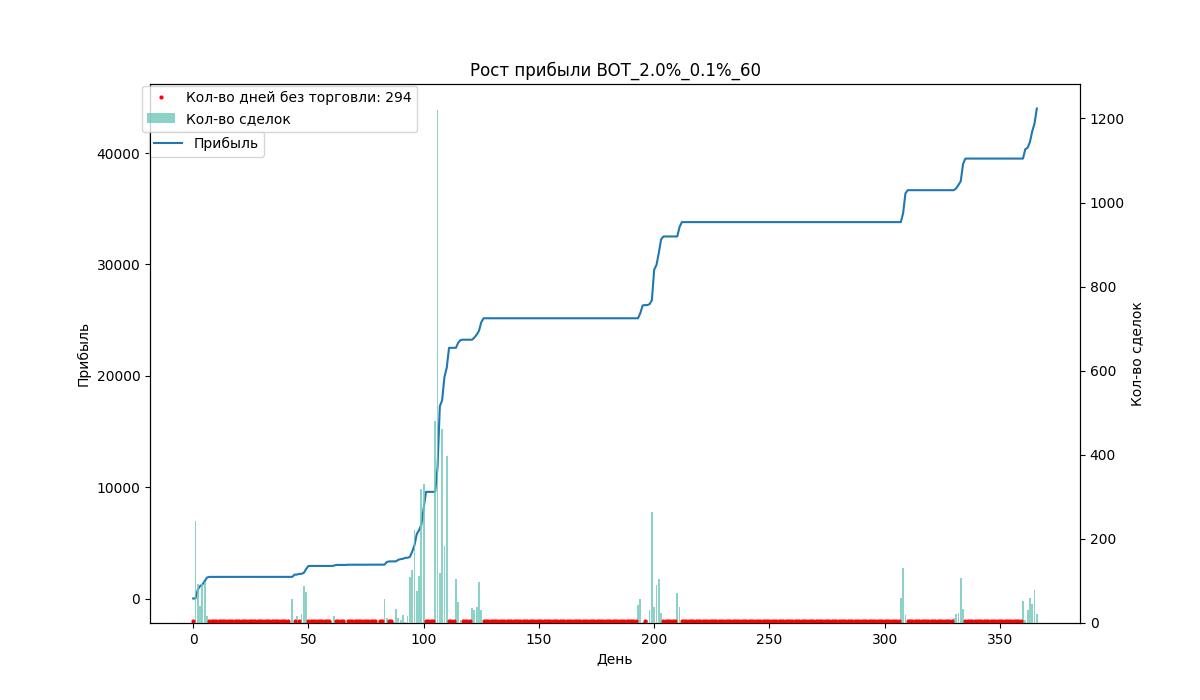 Рост прибыли BOT_2.0%_0.1%_60
Кол-во дней без торговли: 294
Кол-во сделок
Прибыль
Прибыль
40000
30000
20000
10000
0
1200
1000
800
600
400
200
0
Кол-во сделок
0 50 100 150 200 250 300 350
День